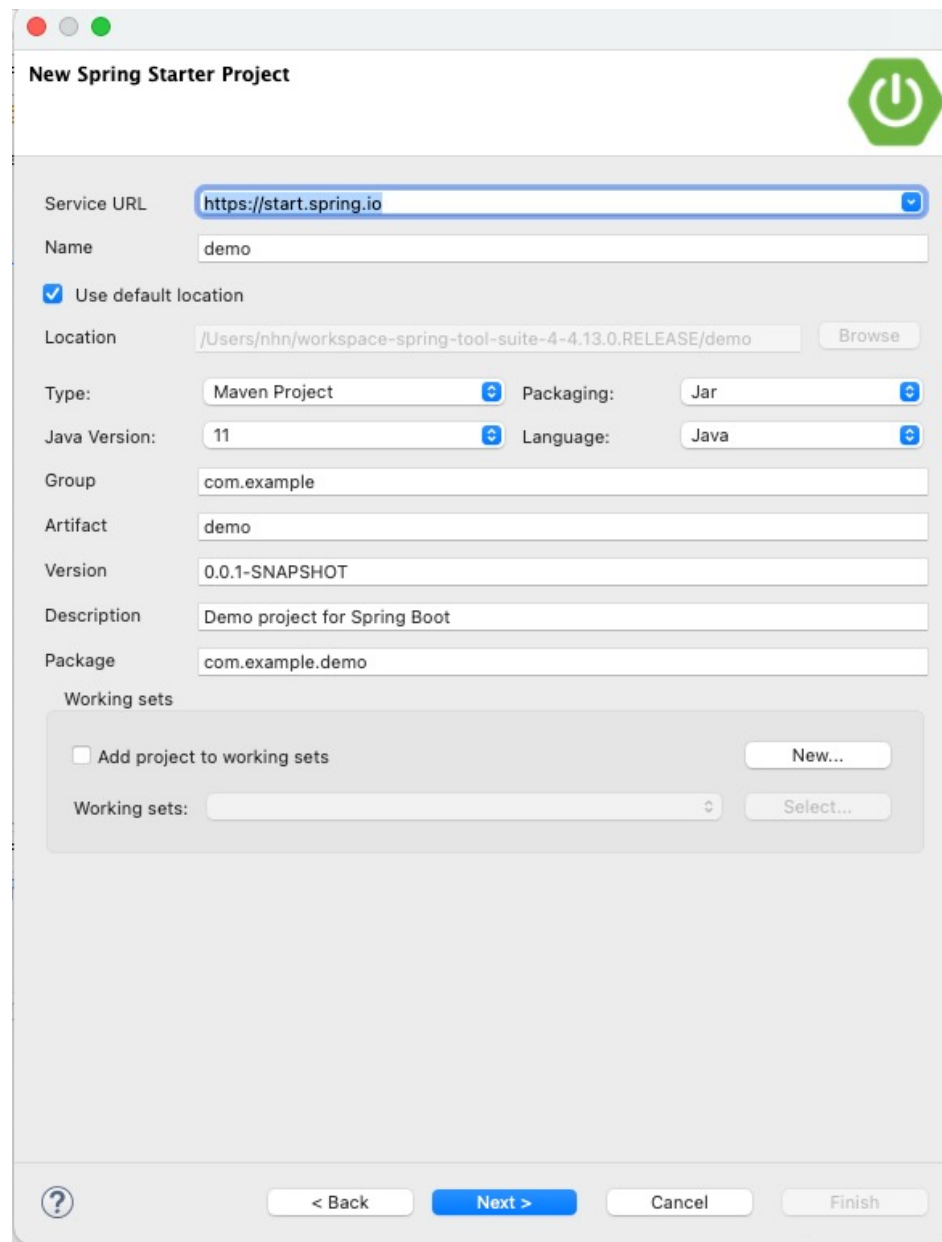 New Spring Starter Project
Service URL https://start.spring.io
Name demo
Use default location
Location /Users/nhn/workspace-spring-tool-suite-4-4.13.0.RELEASE/demo Browse
Type: Maven Project Packaging: Jar
Java Version: 11 Language: Java
Group com.example
Artifact demo
Version 0.0.1-SNAPSHOT
Description Demo project for Spring Boot
Package com.example.demo
Working sets
Add project to working sets New...
Working sets: Select...
? < Back Next > Cancel Finish